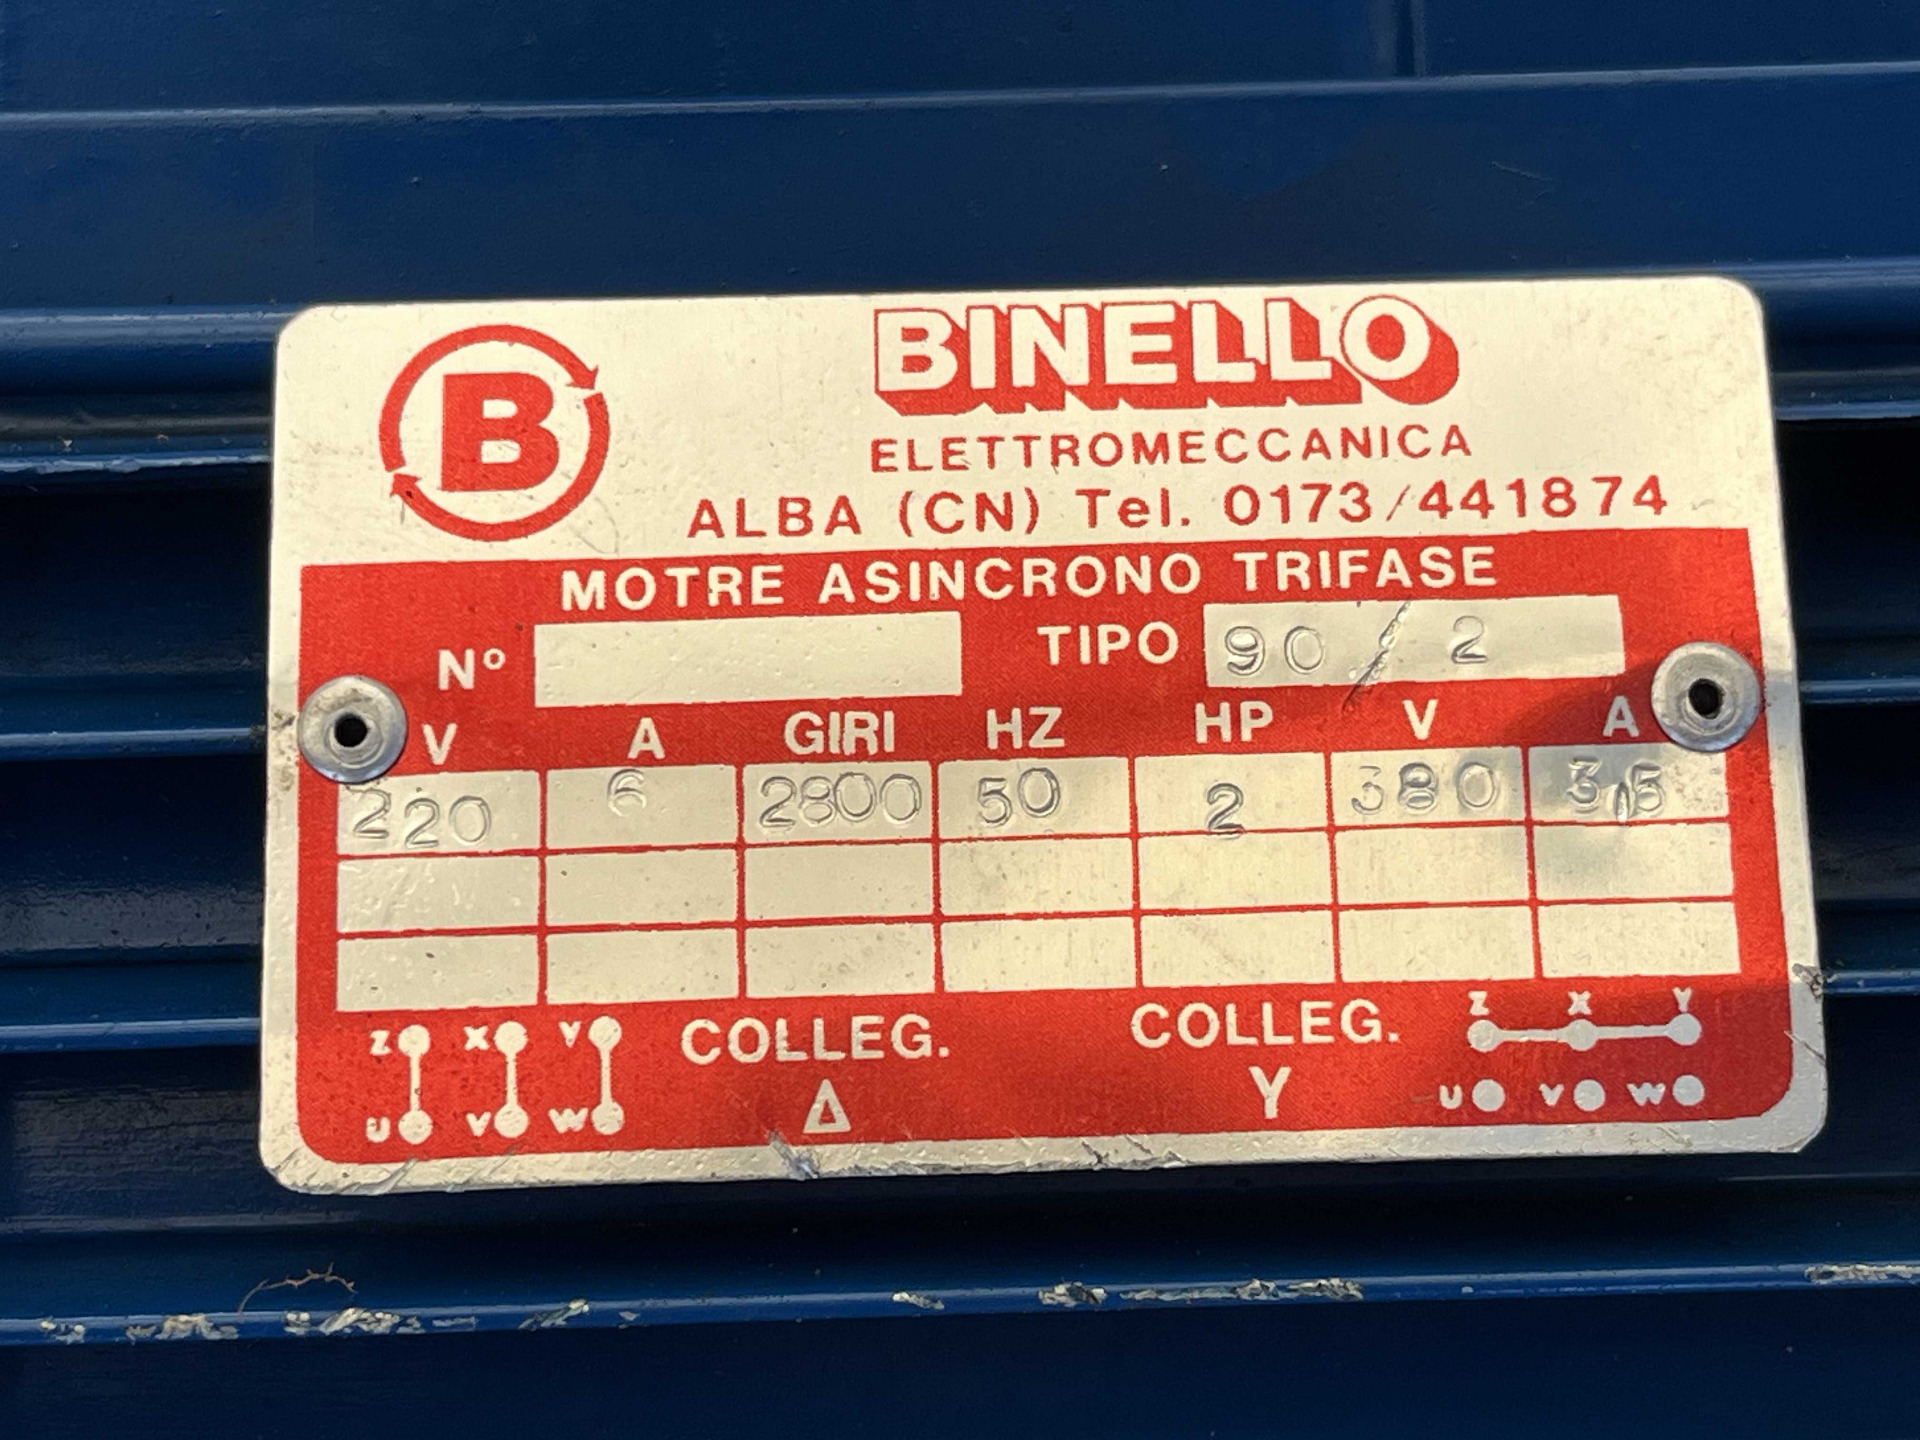 B
BINELLO
ELETTROMECCANICA
ALBA (CN) Tel. 0173/441874
MOTRE ASINCRONO TRIFASE
N° TIPO 90/2
V A GIRI HZ HP V A
220 6 2800 50 2 380 3,5
Z X Y COLLEG. COLLEG. Z X Y
U V W Δ Y U V W